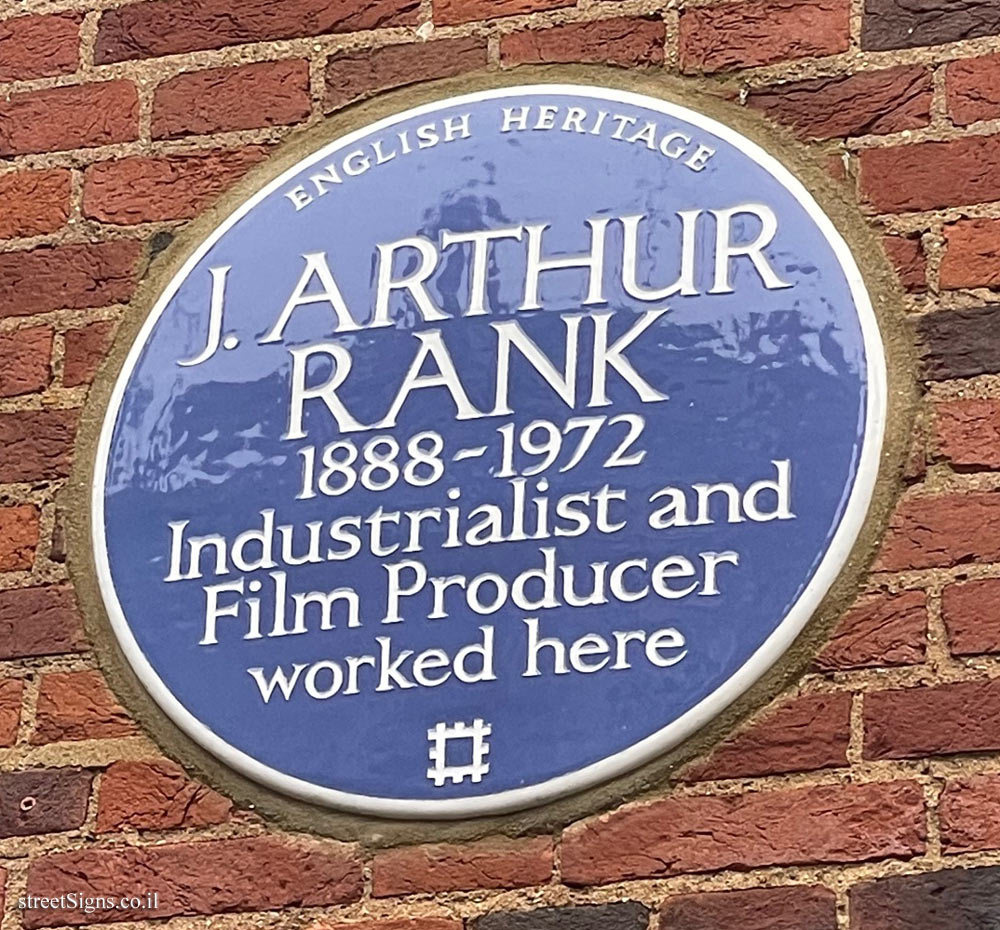 ENGLISH HERITAGE
J. ARTHUR
RANK
1888-1972
Industrialist and
Film Producer
worked here
streetSigns.co.il